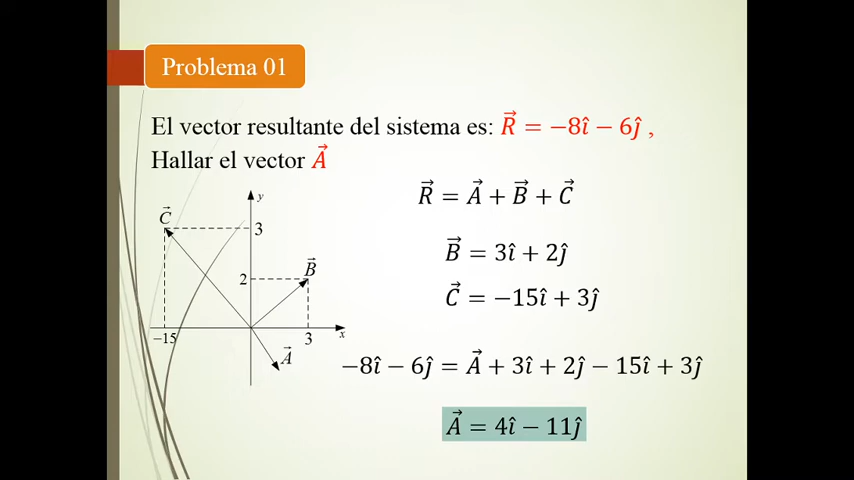 Problema 01
El vector resultante del sistema es: R⃗ = −8î − 6ĵ ,
Hallar el vector A⃗
R⃗ = A⃗ + B⃗ + C⃗
B⃗ = 3î + 2ĵ
C⃗ = −15î + 3ĵ
−8î − 6ĵ = A⃗ + 3î + 2ĵ − 15î + 3ĵ
A⃗ = 4î − 11ĵ
y
C⃗
3
B⃗
2
−15
3
x
A⃗